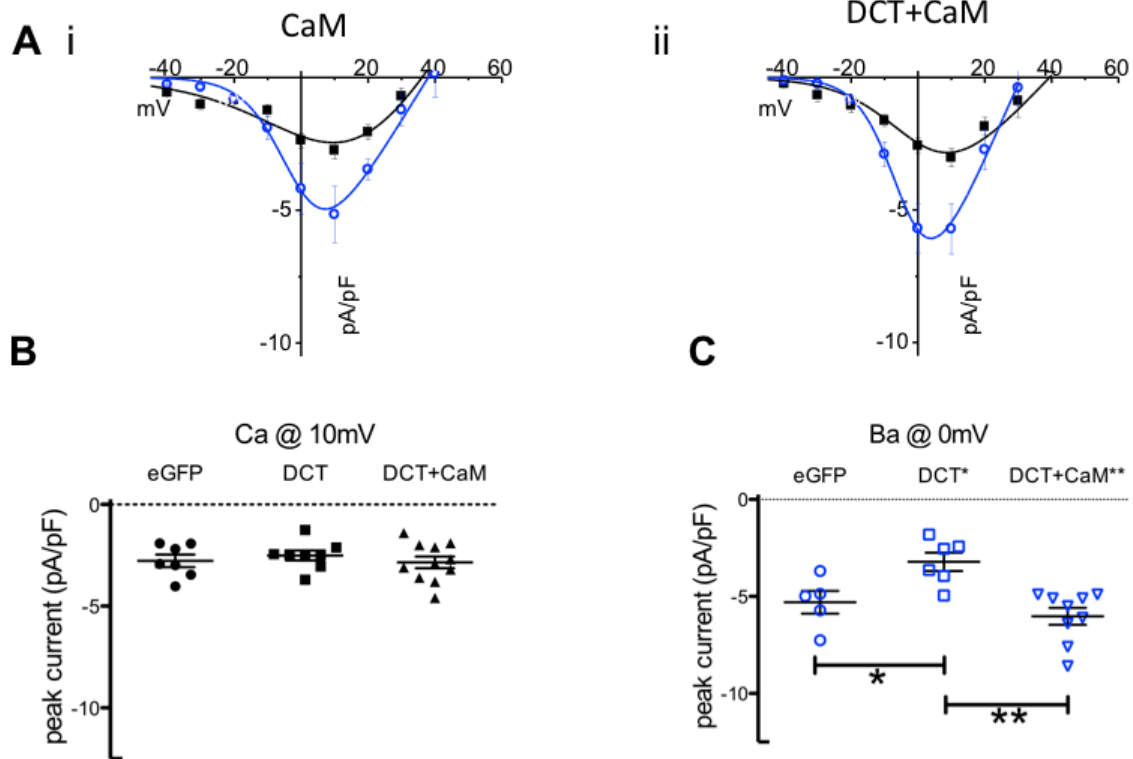 A i CaM
-40 -20 20 40 60
mV
-5
pA/pF
-10
ii DCT+CaM
-40 -20 20 40 60
mV
-5
pA/pF
-10
B
Ca @ 10mV
eGFP DCT DCT+CaM
0
-5
-10
peak current (pA/pF)
C
Ba @ 0mV
eGFP DCT* DCT+CaM**
0
-5
-10
peak current (pA/pF)
*
**